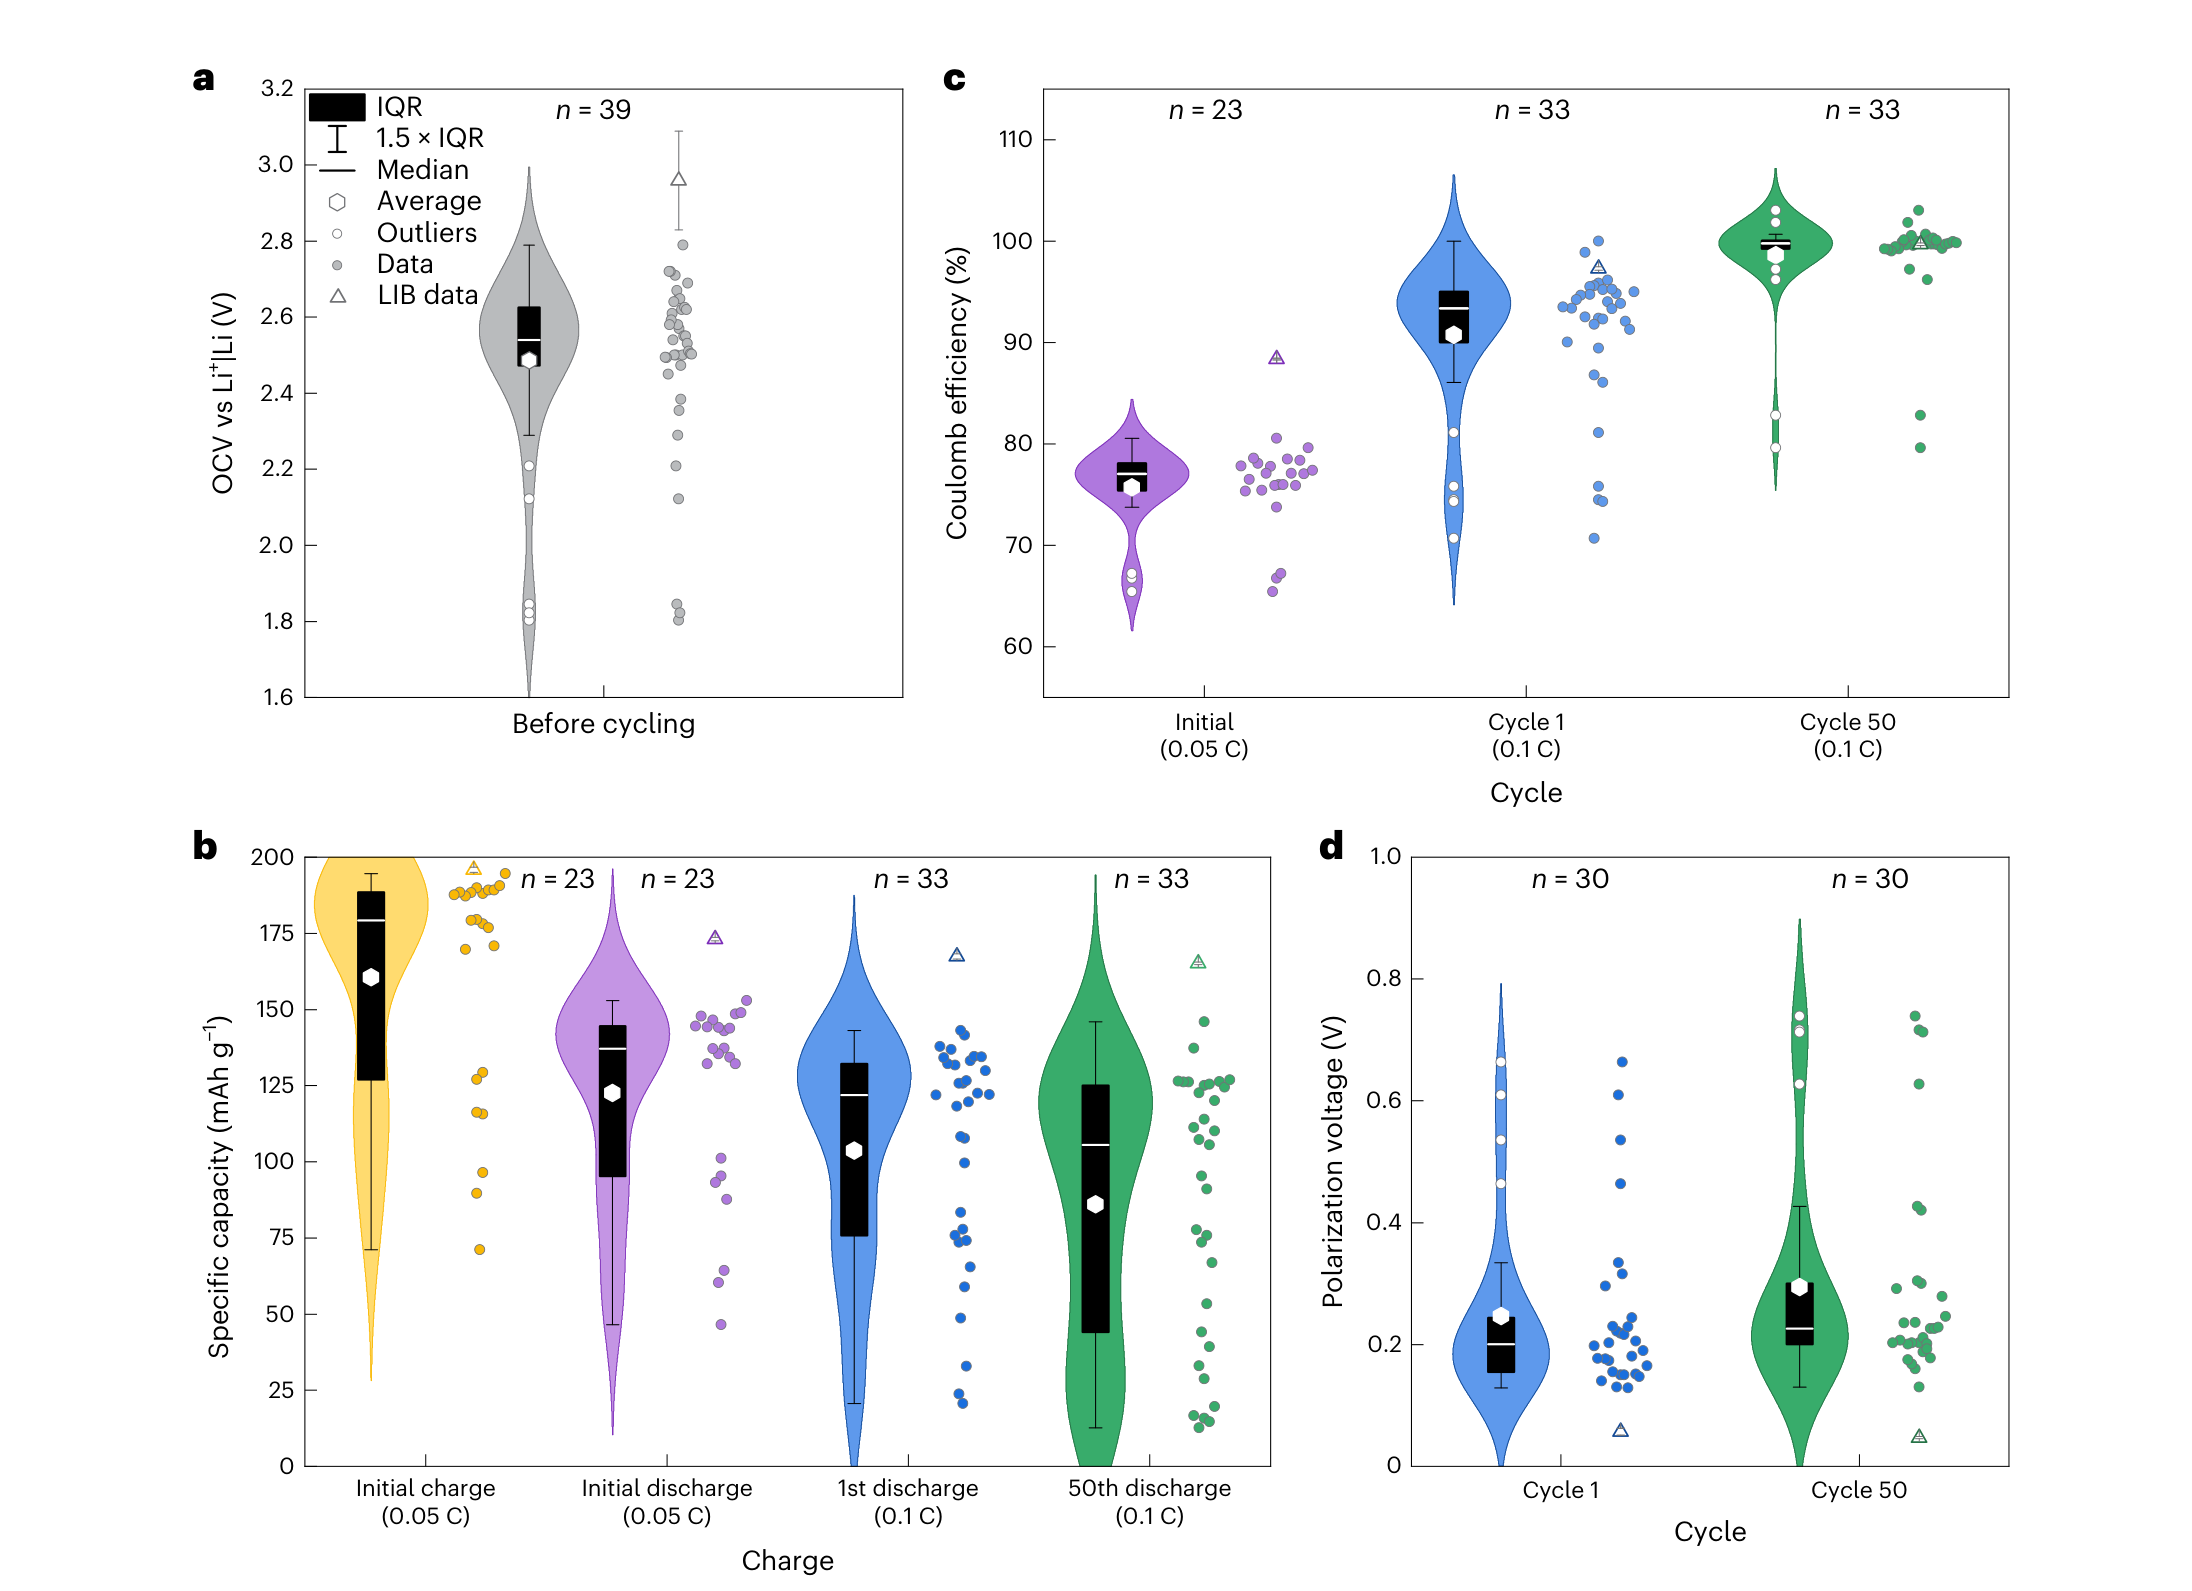 a
3.2
3.0
2.8
2.6
2.4
2.2
2.0
1.8
1.6
OCV vs Li⁺|Li (V)
IQR
1.5 × IQR
Median
Average
Outliers
Data
LIB data
n = 39
Before cycling
c
110
100
90
80
70
60
Coulomb efficiency (%)
n = 23
n = 33
n = 33
Initial
(0.05 C)
Cycle 1
(0.1 C)
Cycle 50
(0.1 C)
Cycle
b
200
175
150
125
100
75
50
25
0
Specific capacity (mAh g⁻¹)
n = 23
n = 23
n = 33
n = 33
Initial charge
(0.05 C)
Initial discharge
(0.05 C)
1st discharge
(0.1 C)
50th discharge
(0.1 C)
Charge
d
1.0
0.8
0.6
0.4
0.2
0
Polarization voltage (V)
n = 30
n = 30
Cycle 1
Cycle 50
Cycle